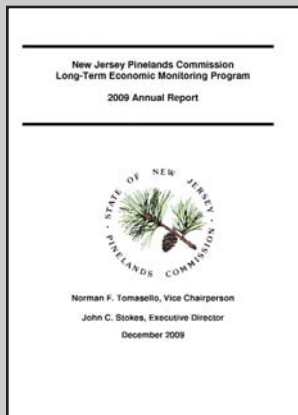 New Jersey Pinelands Commission
Long-Term Economic Monitoring Program
2009 Annual Report
STATE OF NEW JERSEY
PINELANDS COMMISSION
Norman F. Tomasello, Vice Chairperson
John C. Stokes, Executive Director
December 2009